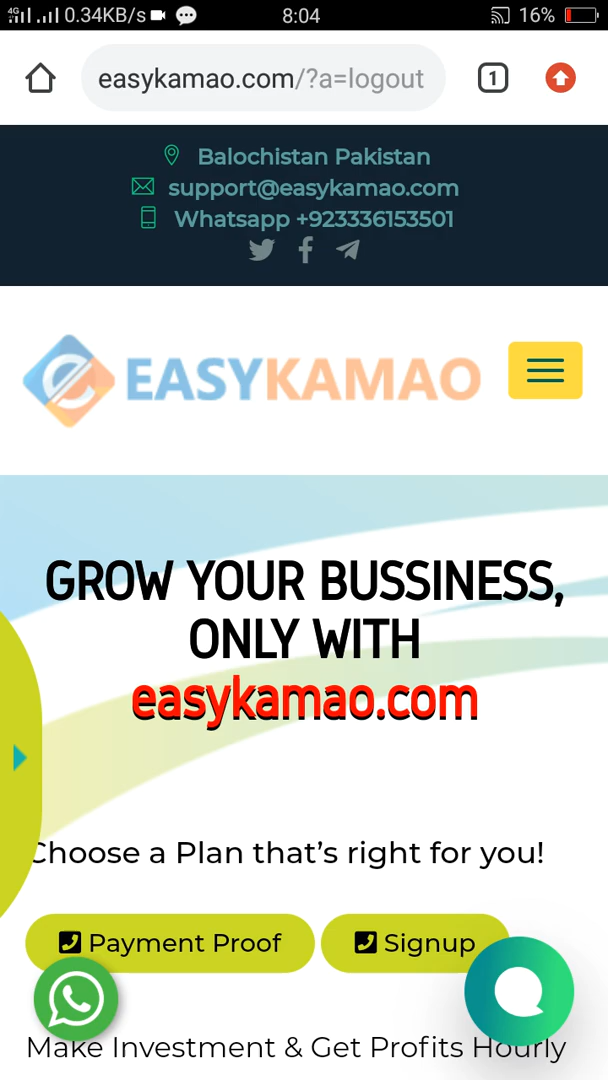 4G 0.34KB/s 8:04 16%
easykamao.com/?a=logout 1
Balochistan Pakistan
support@easykamao.com
Whatsapp +923336153501
EASYKAMAO
GROW YOUR BUSSINESS,
ONLY WITH
easykamao.com
Choose a Plan that's right for you!
Payment Proof Signup
Make Investment & Get Profits Hourly